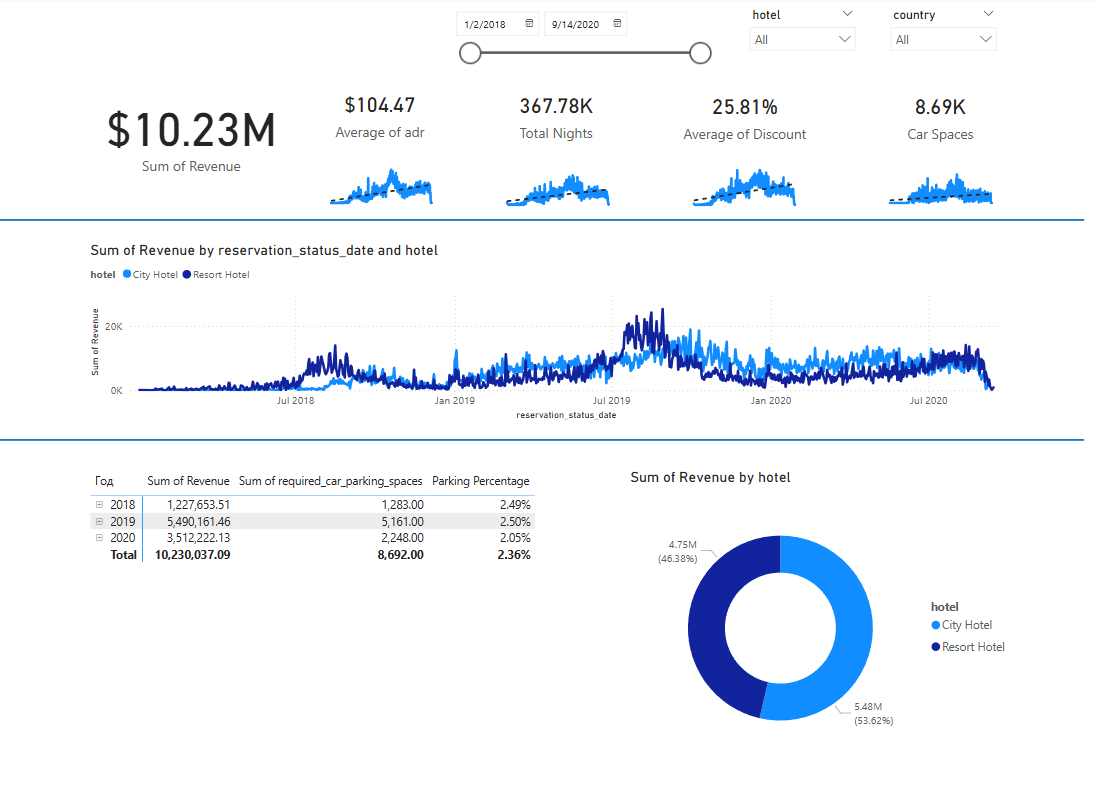 1/2/2018 9/14/2020
hotel
All
country
All
$10.23M
Sum of Revenue
$104.47
Average of adr
367.78K
Total Nights
25.81%
Average of Discount
8.69K
Car Spaces
Sum of Revenue by reservation_status_date and hotel
hotel City Hotel Resort Hotel
Sum of Revenue
20K
0K
Jul 2018 Jan 2019 Jul 2019 Jan 2020 Jul 2020
reservation_status_date
Год Sum of Revenue Sum of required_car_parking_spaces Parking Percentage
2018 1,227,653.51 1,283.00 2.49%
2019 5,490,161.46 5,161.00 2.50%
2020 3,512,222.13 2,248.00 2.05%
Total 10,230,037.09 8,692.00 2.36%
Sum of Revenue by hotel
4.75M
(46.38%)
5.48M
(53.62%)
hotel
City Hotel
Resort Hotel